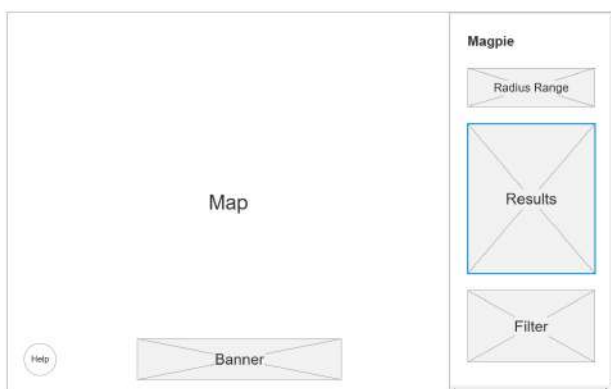 Magpie
Radius Range
Results
Map
Filter
Help
Banner